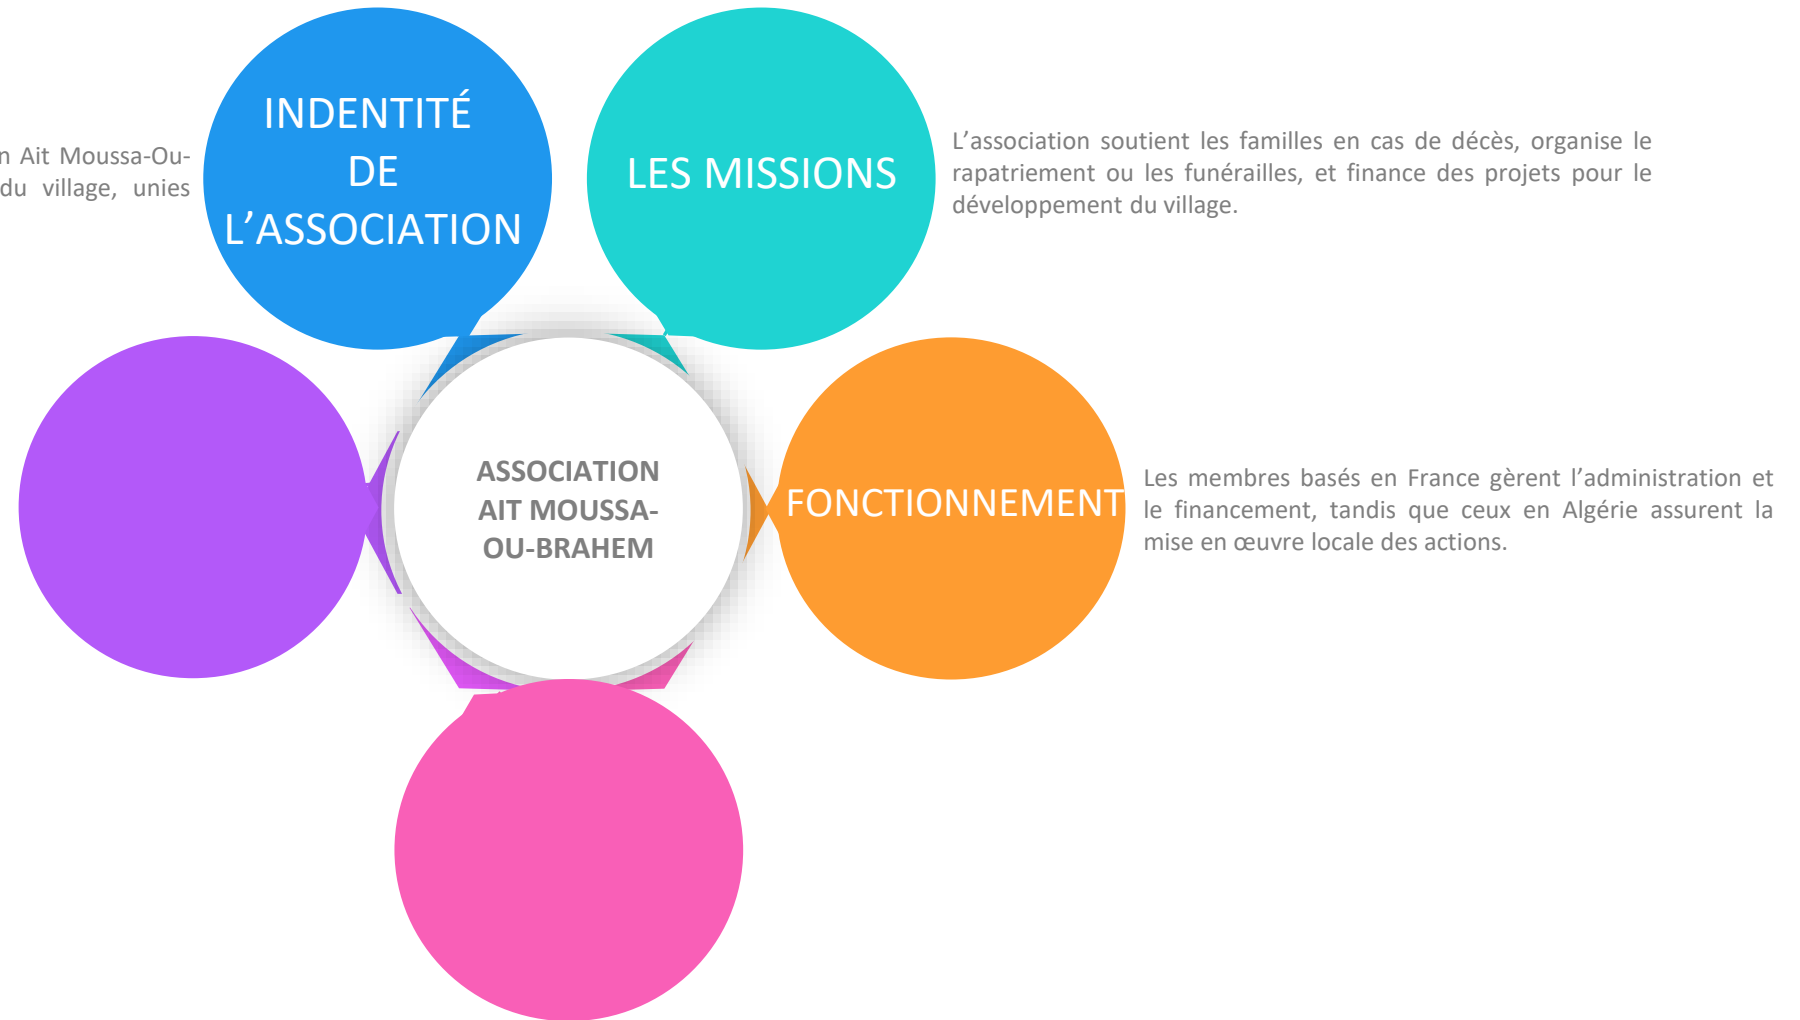 INDENTITÉ
DE
L’ASSOCIATION
n Ait Moussa-Ou-
du village, unies
LES MISSIONS
L’association soutient les familles en cas de décès, organise le
rapatriement ou les funérailles, et finance des projets pour le
développement du village.
ASSOCIATION
AIT MOUSSA-
OU-BRAHEM
FONCTIONNEMENT
Les membres basés en France gèrent l’administration et
le financement, tandis que ceux en Algérie assurent la
mise en œuvre locale des actions.